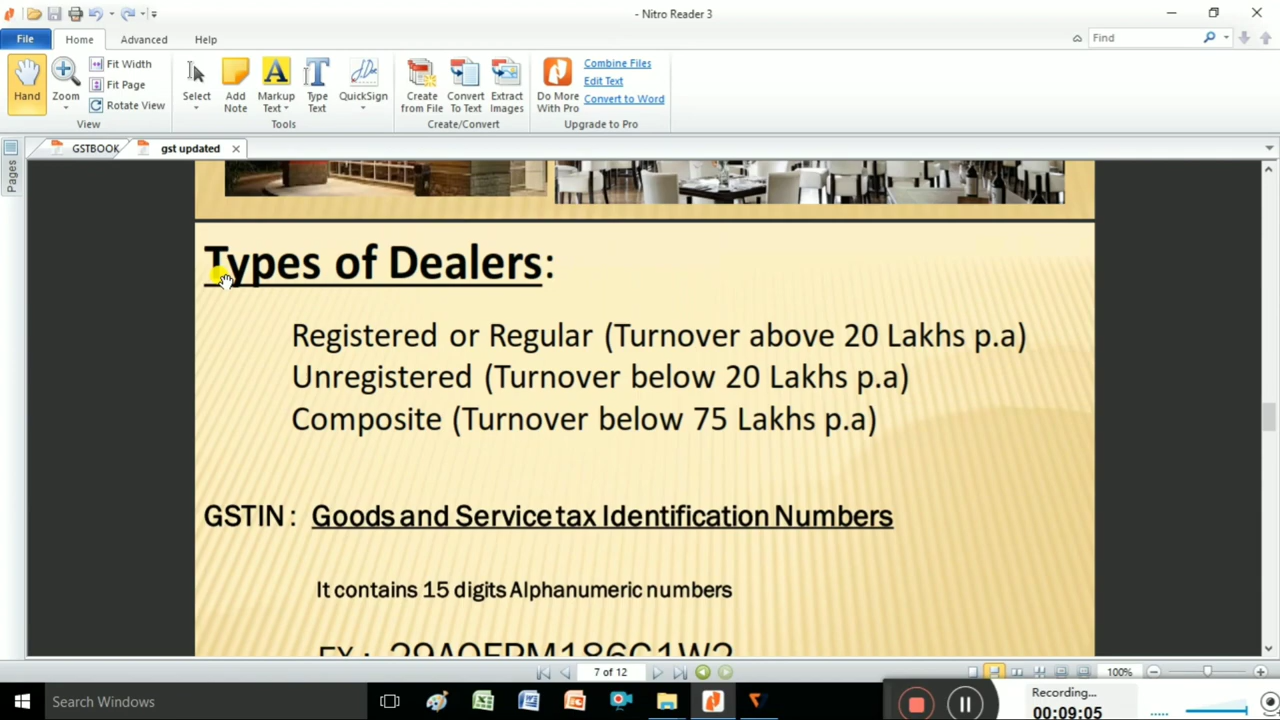 - Nitro Reader 3
File Home Advanced Help Find
Hand
Zoom
Fit Width
Fit Page
Rotate View
View
Select
Add Note
Markup Text
Type Text
QuickSign
Tools
Create from File
Convert To Text
Extract Images
Create/Convert
Do More With Pro
Combine Files
Edit Text
Convert to Word
Upgrade to Pro
GSTBOOK gst updated
Pages
Types of Dealers:
Registered or Regular (Turnover above 20 Lakhs p.a)
Unregistered (Turnover below 20 Lakhs p.a)
Composite (Turnover below 75 Lakhs p.a)
GSTIN : Goods and Service tax Identification Numbers
It contains 15 digits Alphanumeric numbers
EX :
7 of 12
100%
Search Windows
Recording...
00:09:05